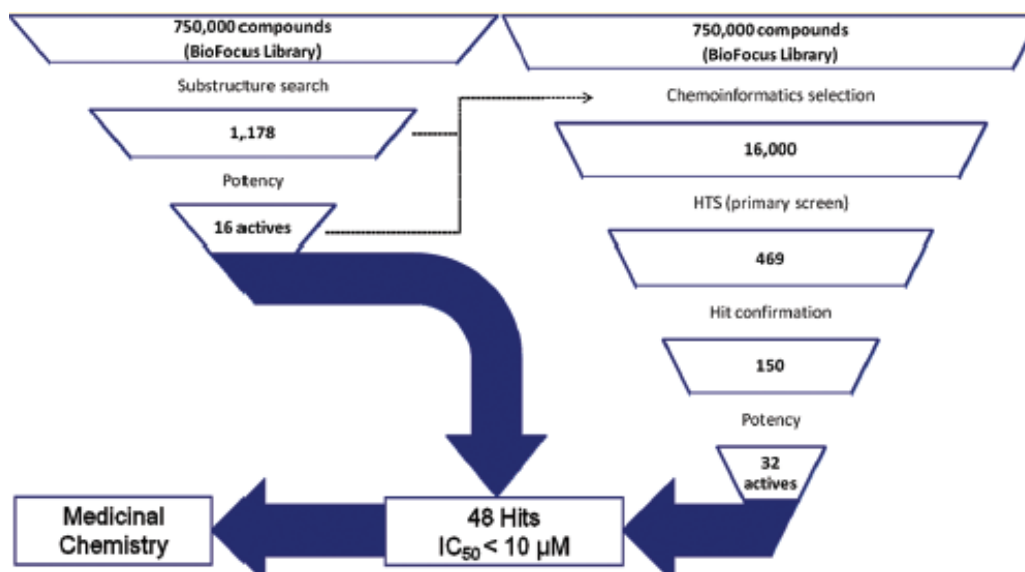 750,000 compounds
(BioFocus Library)
Substructure search
1,178
Potency
16 actives
750,000 compounds
(BioFocus Library)
Chemoinformatics selection
16,000
HTS (primary screen)
469
Hit confirmation
150
Potency
32
actives
48 Hits
IC50 < 10 µM
Medicinal
Chemistry